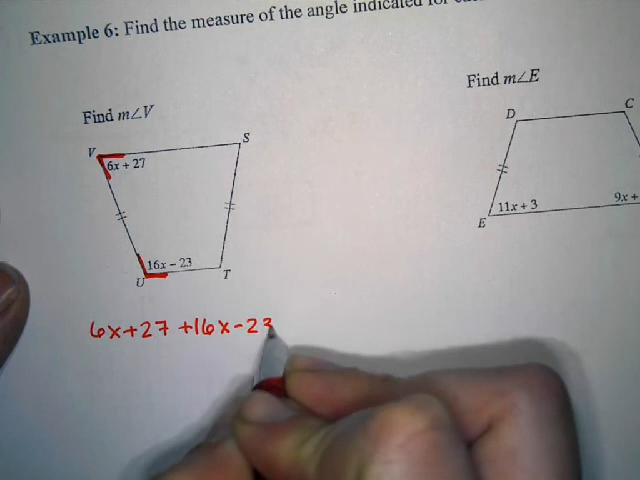 Example 6: Find the measure of the angle indicated for
Find m∠E
Find m∠V
D
C
V
S
6x + 27
11x + 3
9x +
E
16x − 23
U
T
6x+27 +16x-23